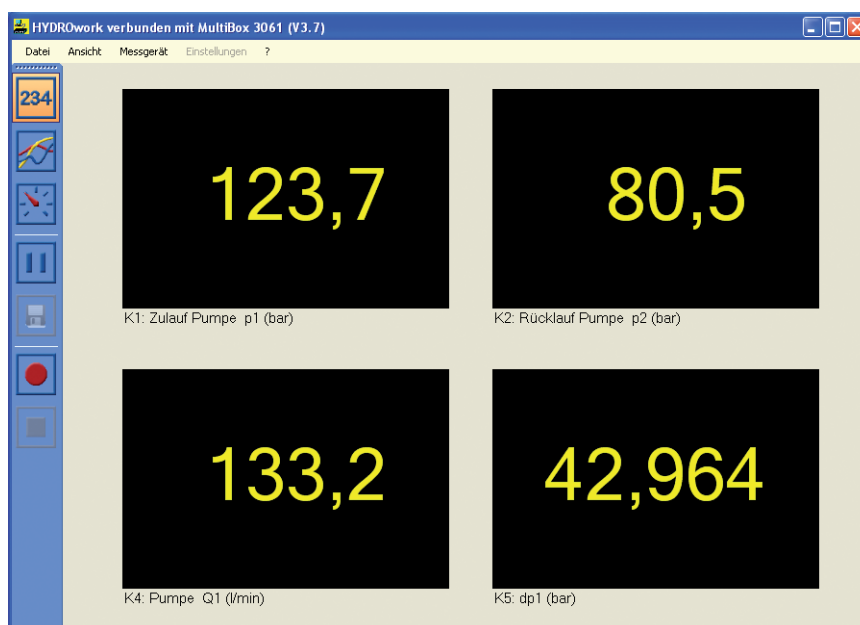 HYDROwork verbunden mit MultiBox 3061 (V3.7)
Datei Ansicht Messgerät Einstellungen ?
234
123,7 80,5
K1: Zulauf Pumpe p1 (bar) K2: Rücklauf Pumpe p2 (bar)
133,2 42,964
K4: Pumpe Q1 (l/min) K5: dp1 (bar)